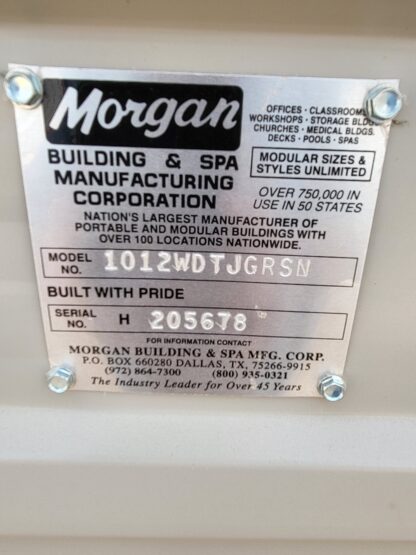 Morgan
OFFICES · CLASSROOMS
WORKSHOPS · STORAGE BLDG
CHURCHES · MEDICAL BLDGS.
DECKS · POOLS · SPAS
BUILDING & SPA
MANUFACTURING
CORPORATION
MODULAR SIZES &
STYLES UNLIMITED
OVER 750,000 IN
USE IN 50 STATES
NATION'S LARGEST MANUFACTURER OF
PORTABLE AND MODULAR BUILDINGS WITH
OVER 100 LOCATIONS NATIONWIDE.
MODEL NO. 1012WDTJGRSN
BUILT WITH PRIDE
SERIAL NO. H 205678
FOR INFORMATION CONTACT
MORGAN BUILDING & SPA MFG. CORP.
P.O. BOX 660280 DALLAS, TX, 75266-9915
(972) 864-7300 (800) 935-0321
The Industry Leader for Over 45 Years